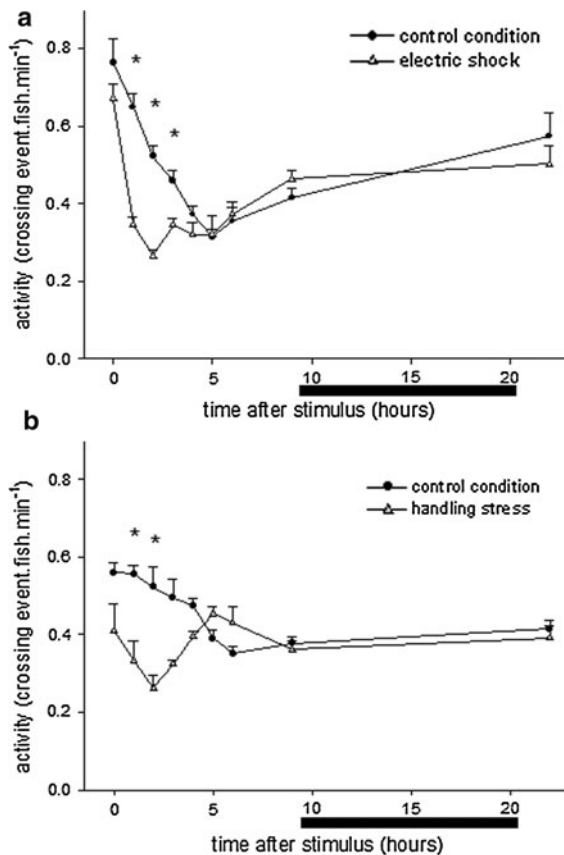 a
control condition
electric shock
* * *
0.8
0.6
0.4
0.2
0.0
activity (crossing event.fish.min⁻¹)
0 5 10 15 20
time after stimulus (hours)
b
control condition
handling stress
* *
0.8
0.6
0.4
0.2
0.0
activity (crossing event.fish.min⁻¹)
0 5 10 15 20
time after stimulus (hours)